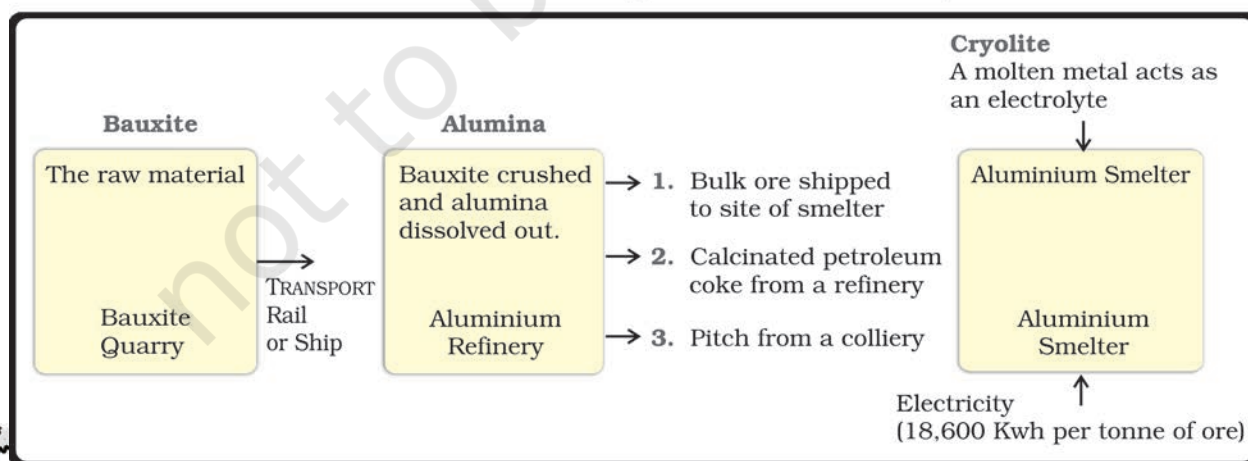 Cryolite
A molten metal acts as
an electrolyte
Bauxite
The raw material
Bauxite
Quarry
TRANSPORT
Rail
or Ship
Alumina
Bauxite crushed
and alumina
dissolved out.
Aluminium
Refinery
1. Bulk ore shipped
to site of smelter
2. Calcinated petroleum
coke from a refinery
3. Pitch from a colliery
Aluminium Smelter
Aluminium
Smelter
Electricity
(18,600 Kwh per tonne of ore)
not to b